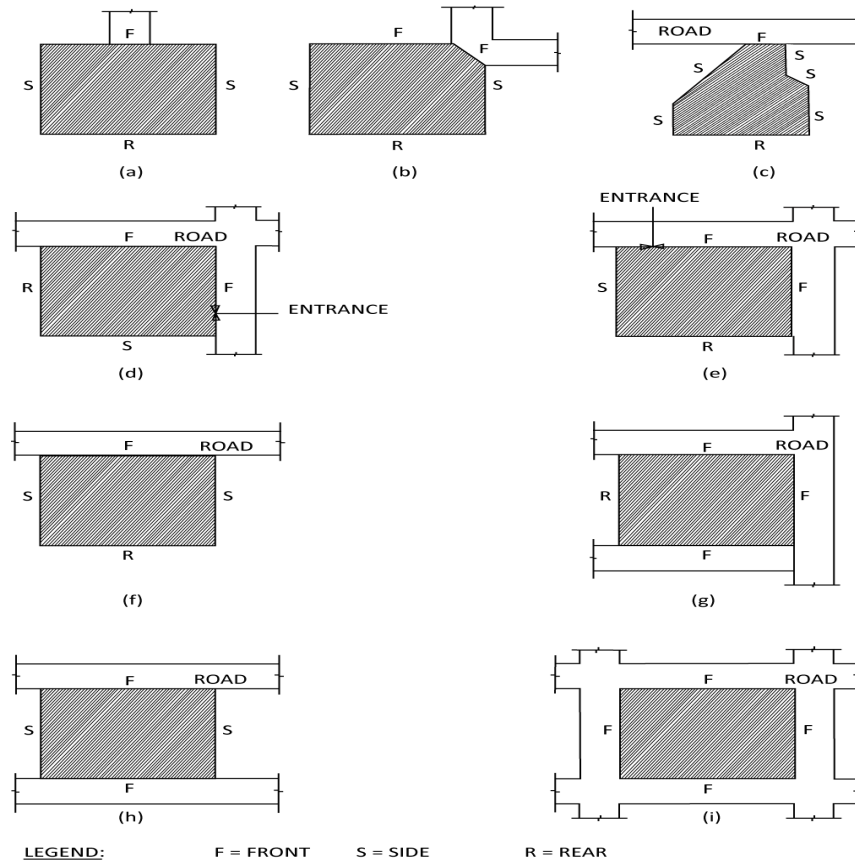 F
S
S
R
(a)
F
F
S
S
R
(b)
ROAD
F
S
S
S
S
S
R
(c)
F
ROAD
R
F
ENTRANCE
S
(d)
ENTRANCE
F
ROAD
S
F
R
(e)
F
ROAD
S
S
R
(f)
F
ROAD
R
F
F
(g)
F
ROAD
S
S
F
(h)
F
ROAD
F
F
F
(i)
LEGEND: F = FRONT S = SIDE R = REAR